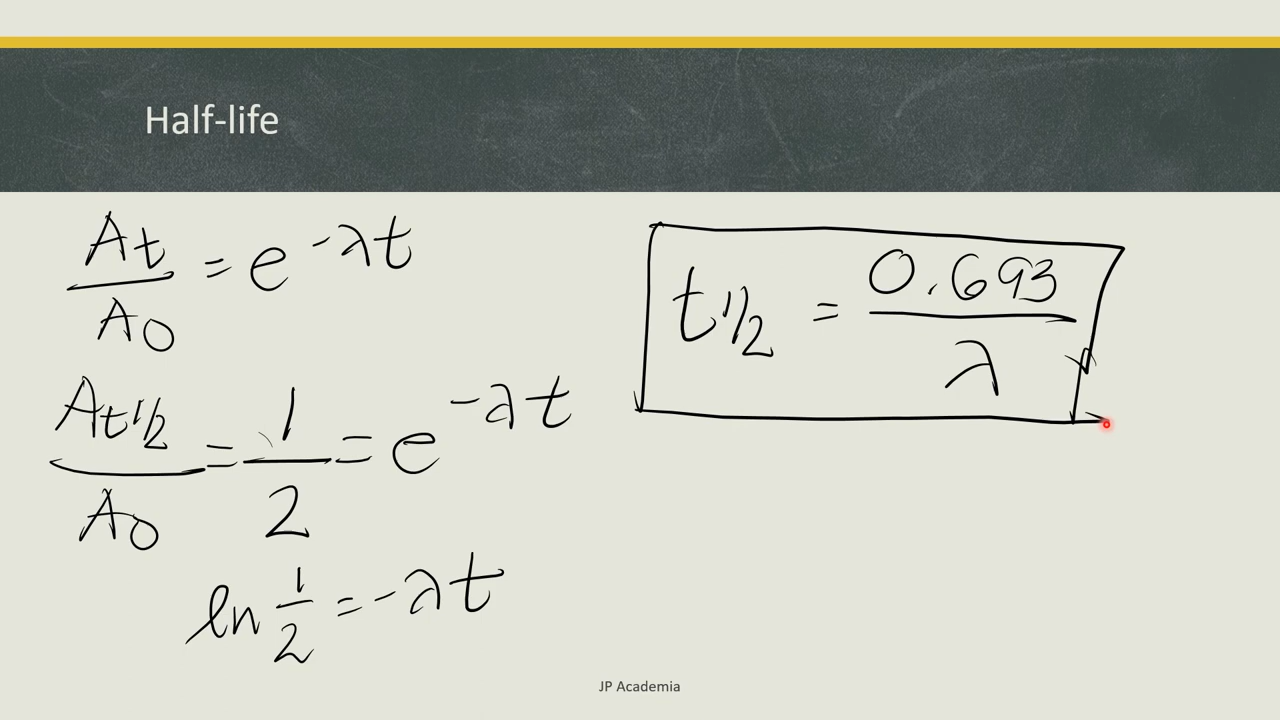 Half-life
At/A0 = e^-λt
At1/2/A0 = 1/2 = e^-λt
ln 1/2 = -λt
t1/2 = 0.693/λ
JP Academia